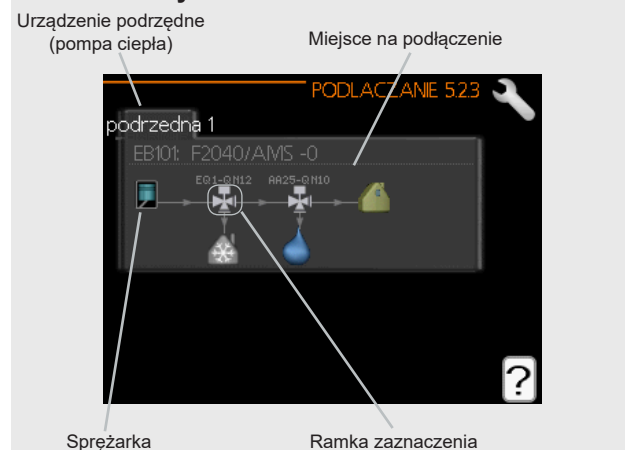 Urządzenie podrzędne
(pompa ciepła)
Miejsce na podłączenie
PODLACZANIE 5.2.3
podrzedna 1
EB101: F2040/AMS -0
EQ1-QN12 AA25-QN10
?
Sprężarka
Ramka zaznaczenia